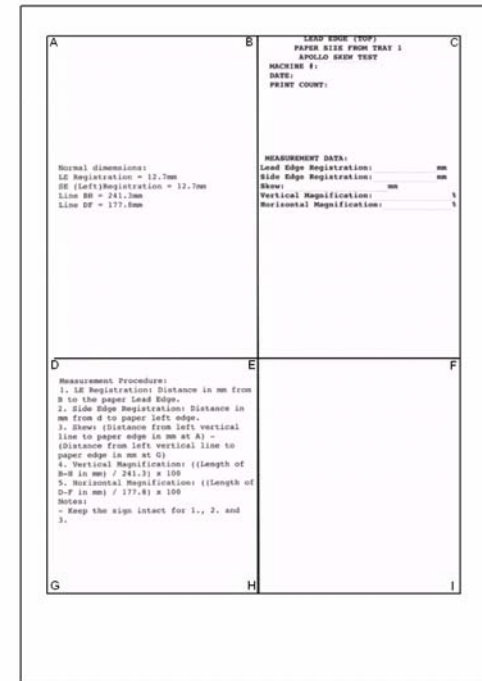 A
B
C
LEAD EDGE (TOP)
PAPER SIZE FROM TRAY 1
APOLLO SKEW TEST
MACHINE #:
DATE:
PRINT COUNT:
Normal dimensions:
LE Registration = 12.7mm
SE (Left)Registration = 12.7mm
Line BH = 241.3mm
Line DF = 177.8mm
MEASUREMENT DATA:
Lead Edge Registration: mm
Side Edge Registration: mm
Skew: mm
Vertical Magnification: %
Horizontal Magnification: %
D
E
F
Measurement Procedure:
1. LE Registration: Distance in mm from
B to the paper Lead Edge.
2. Side Edge Registration: Distance in
mm from d to paper left edge.
3. Skew: (Distance from left vertical
line to paper edge in mm at A) -
(Distance from left vertical line to
paper edge in mm at G)
4. Vertical Magnification: ((Length of
B-H in mm) / 241.3) x 100
5. Horizontal Magnification: ((Length of
D-F in mm) / 177.8) x 100
Notes:
- Keep the sign intact for 1., 2. and
3.
G
H
I